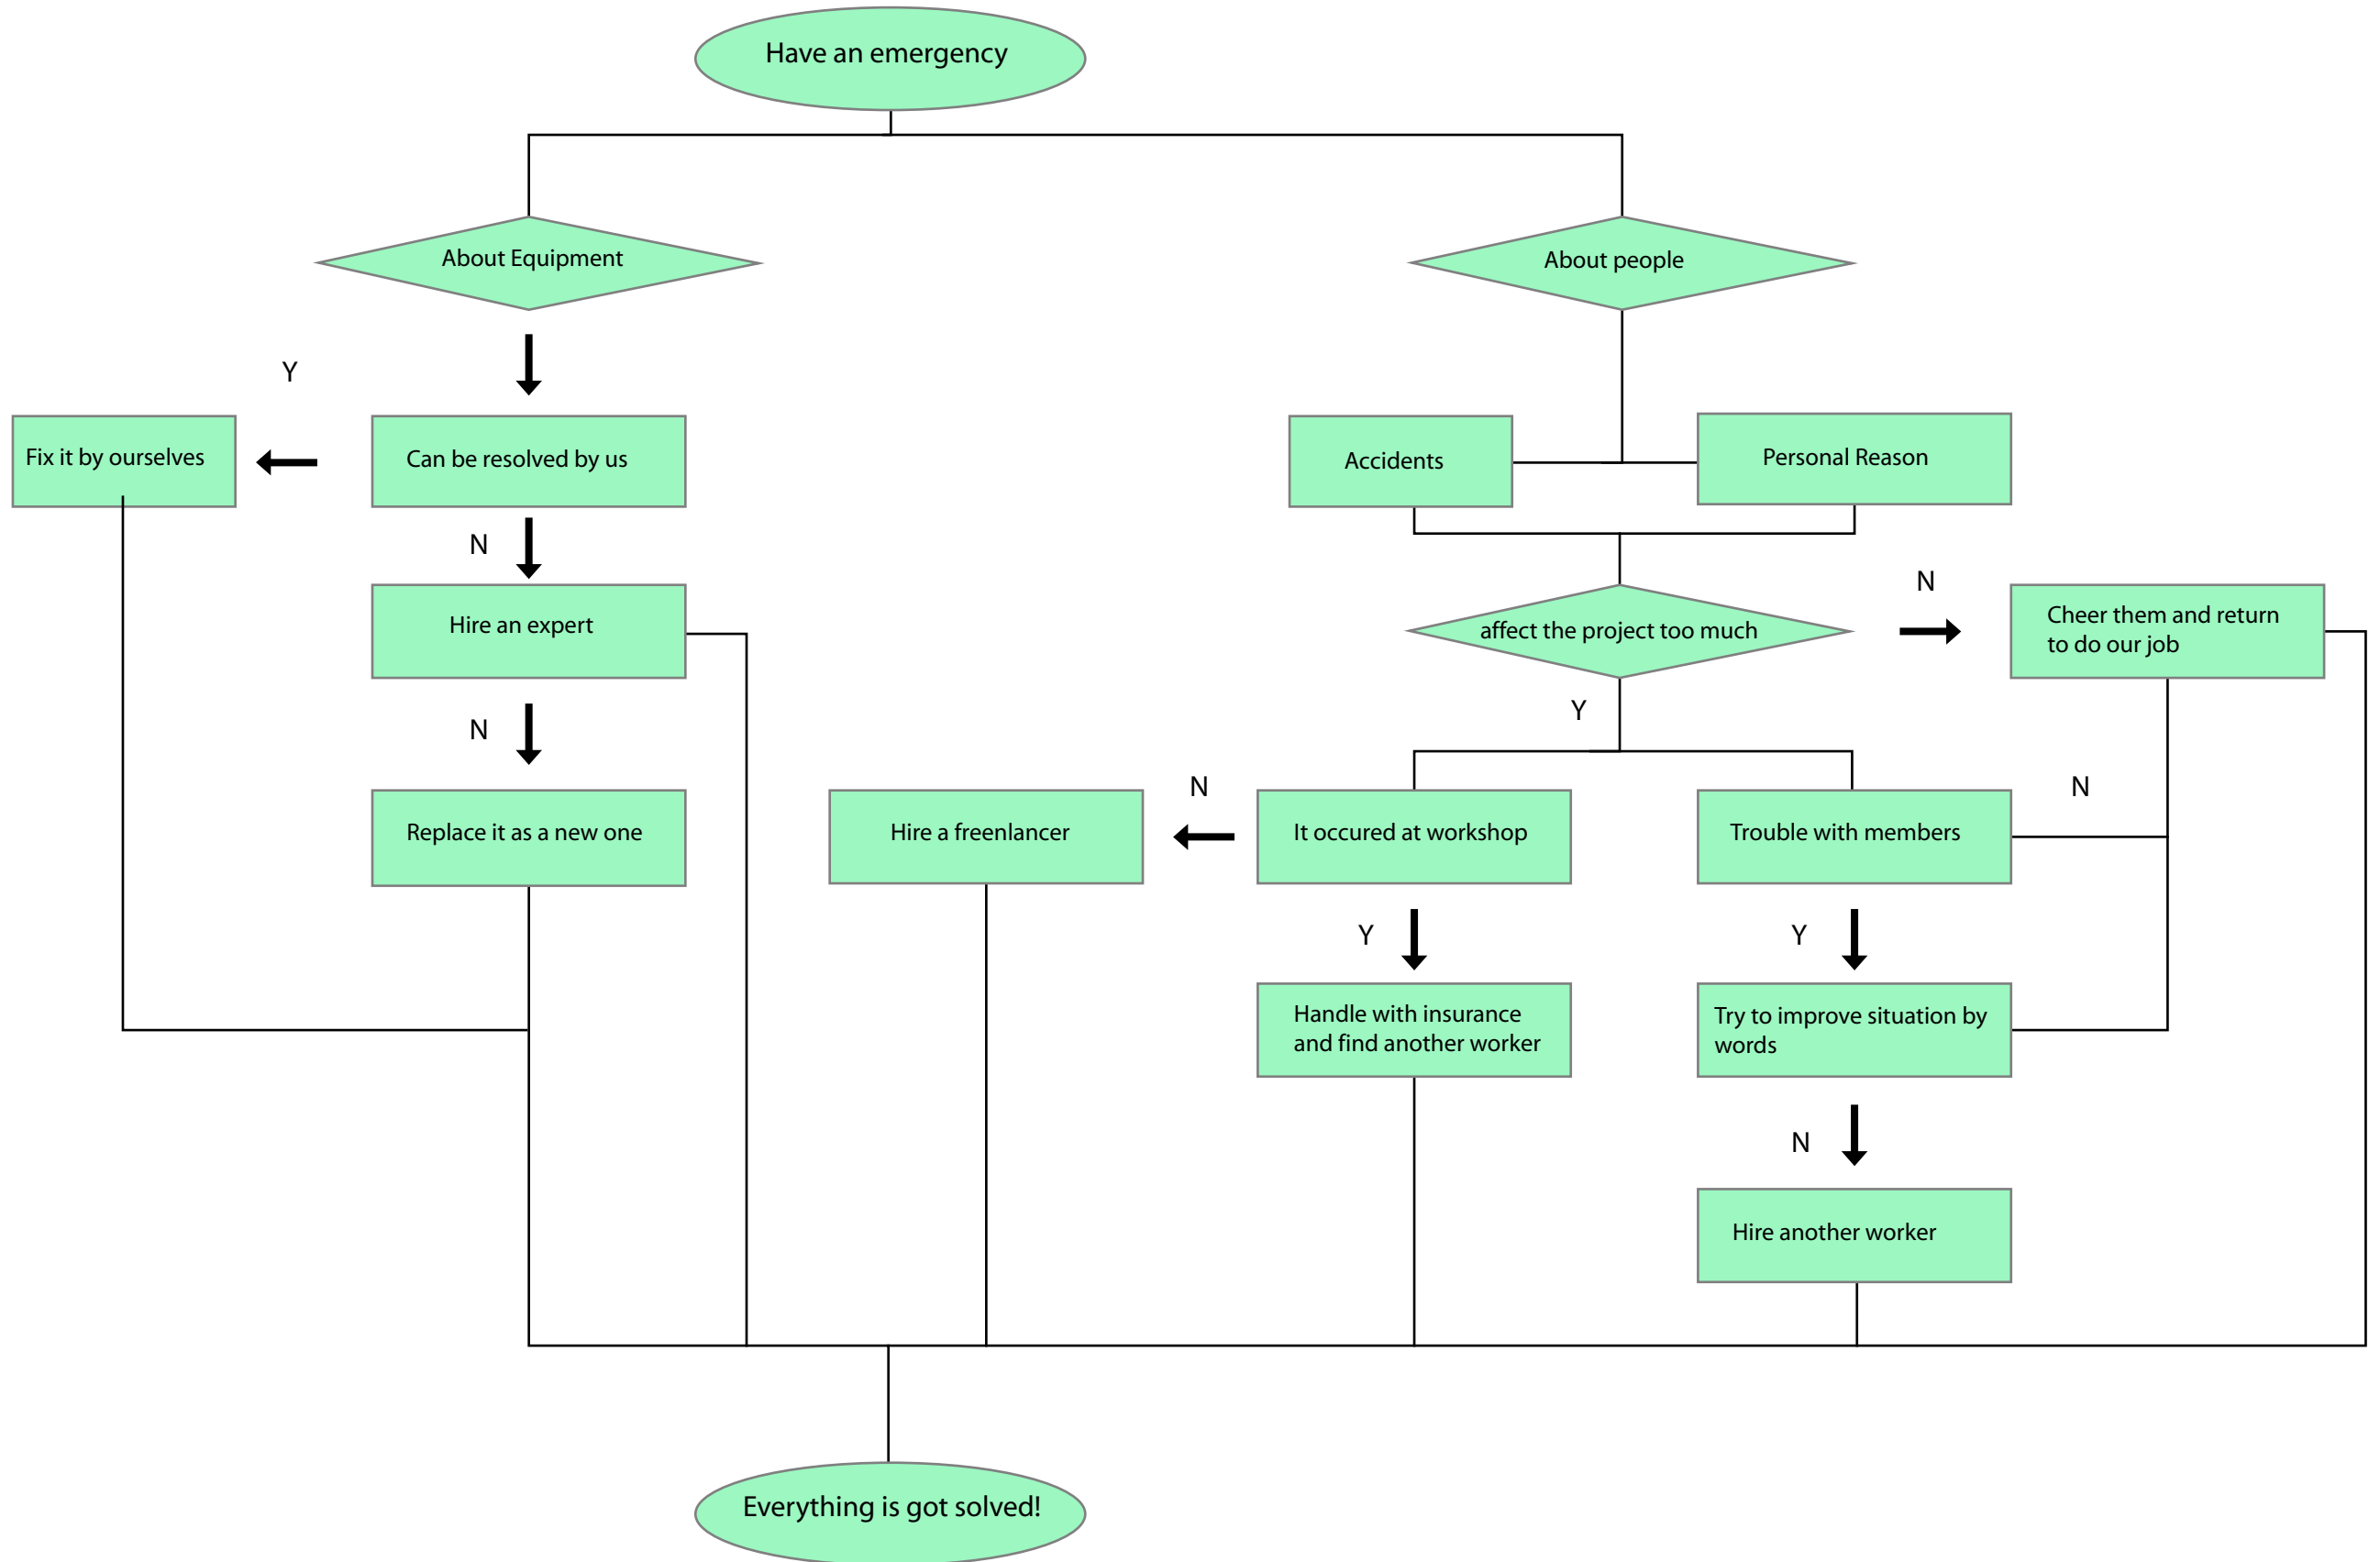 Have an emergency
About Equipment
About people
Y
Fix it by ourselves
Can be resolved by us
Accidents
Personal Reason
N
Hire an expert
affect the project too much
N
Cheer them and return
to do our job
N
Y
Replace it as a new one
Hire a freenlancer
N
It occured at workshop
Trouble with members
N
Y
Y
Handle with insurance
and find another worker
Try to improve situation by
words
N
Hire another worker
Everything is got solved!